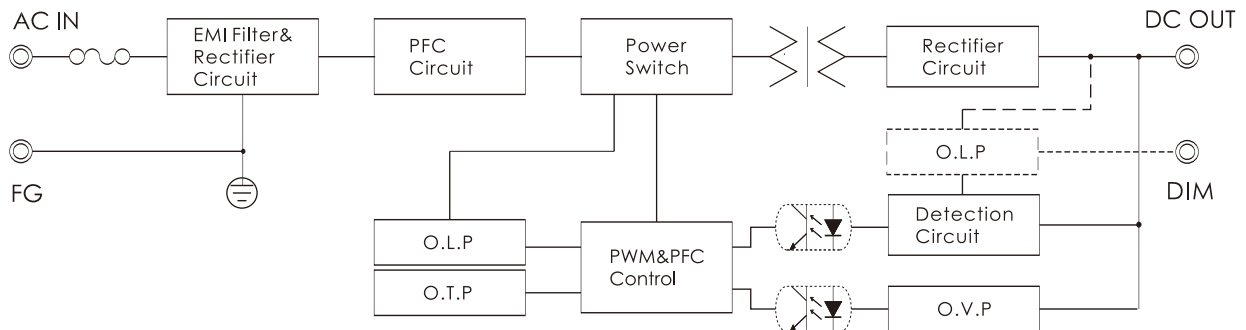 AC IN
EMI Filter&
Rectifier
Circuit
PFC
Circuit
Power
Switch
Rectifier
Circuit
DC OUT
FG
O.L.P
DIM
O.L.P
O.T.P
PWM&PFC
Control
Detection
Circuit
O.V.P